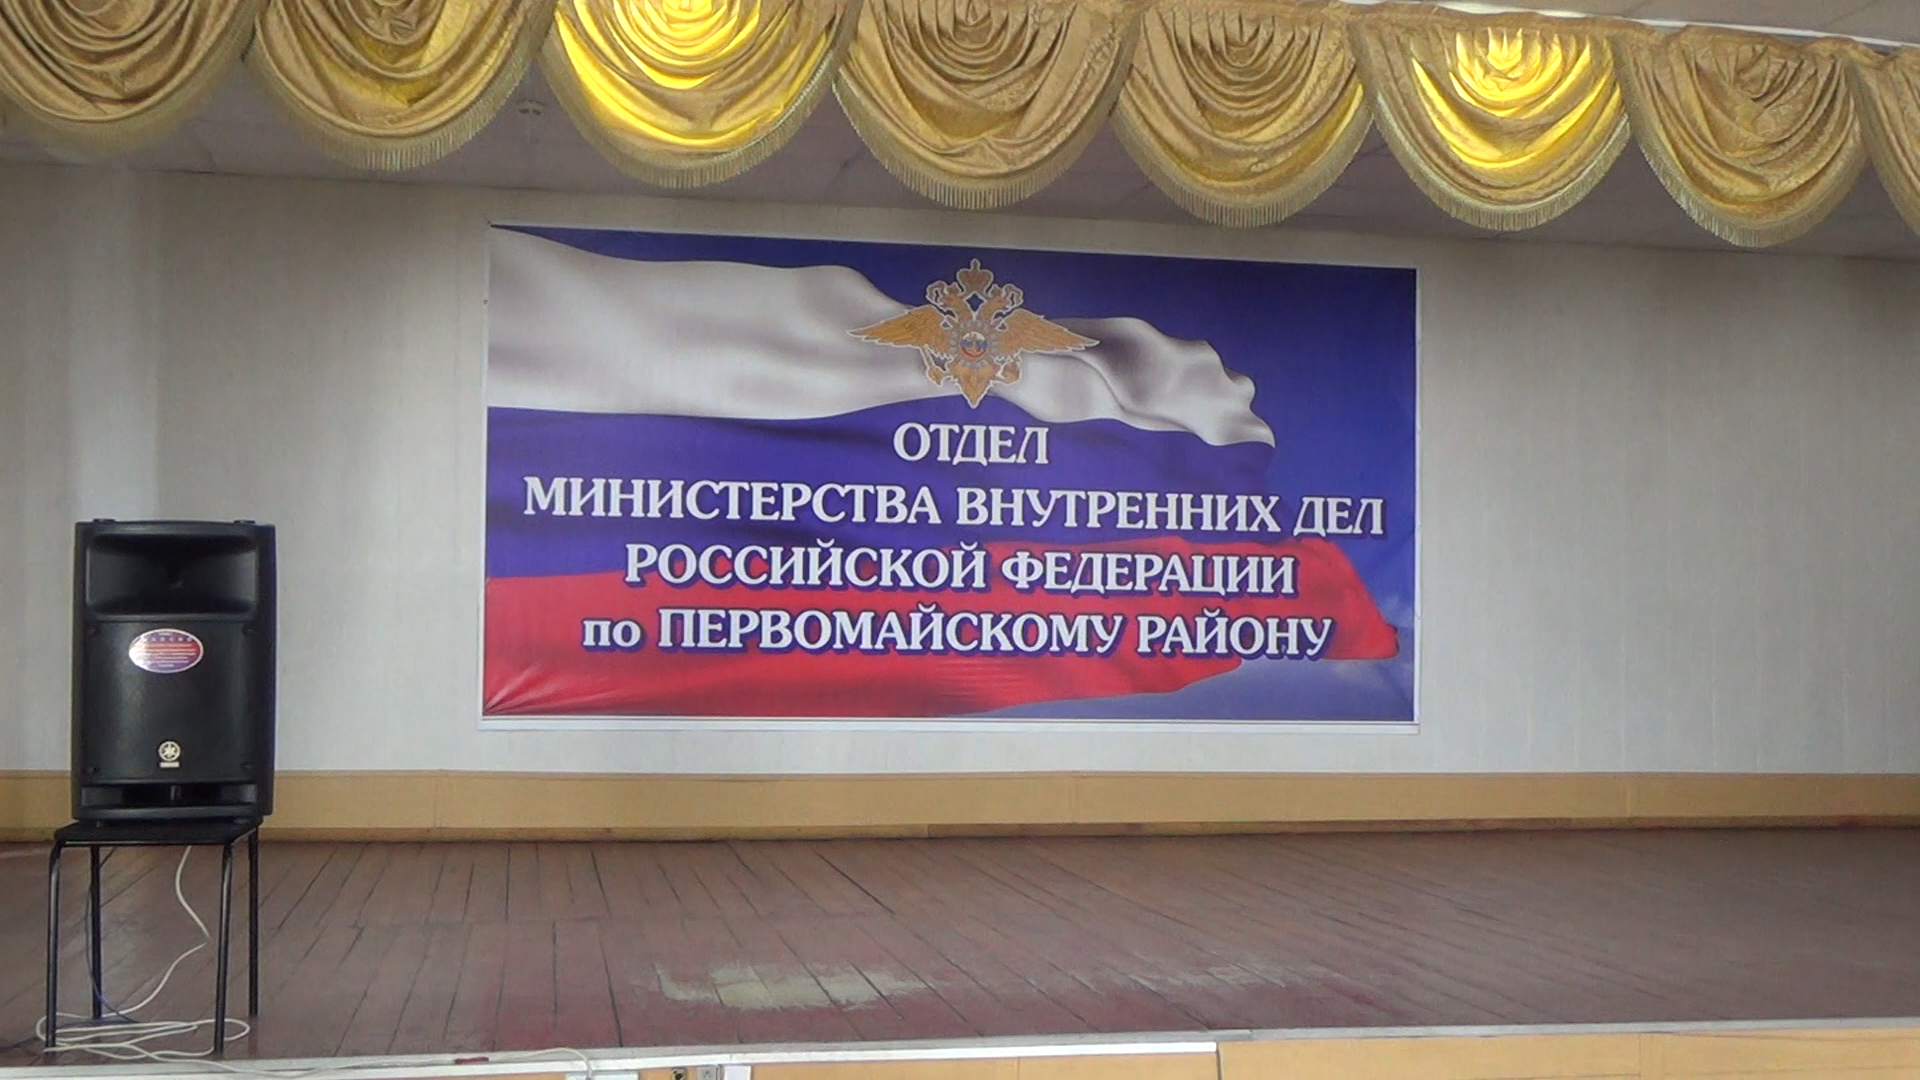 ОТДЕЛ
МИНИСТЕРСТВА ВНУТРЕННИХ ДЕЛ
РОССИЙСКОЙ ФЕДЕРАЦИИ
по ПЕРВОМАЙСКОМУ РАЙОНУ